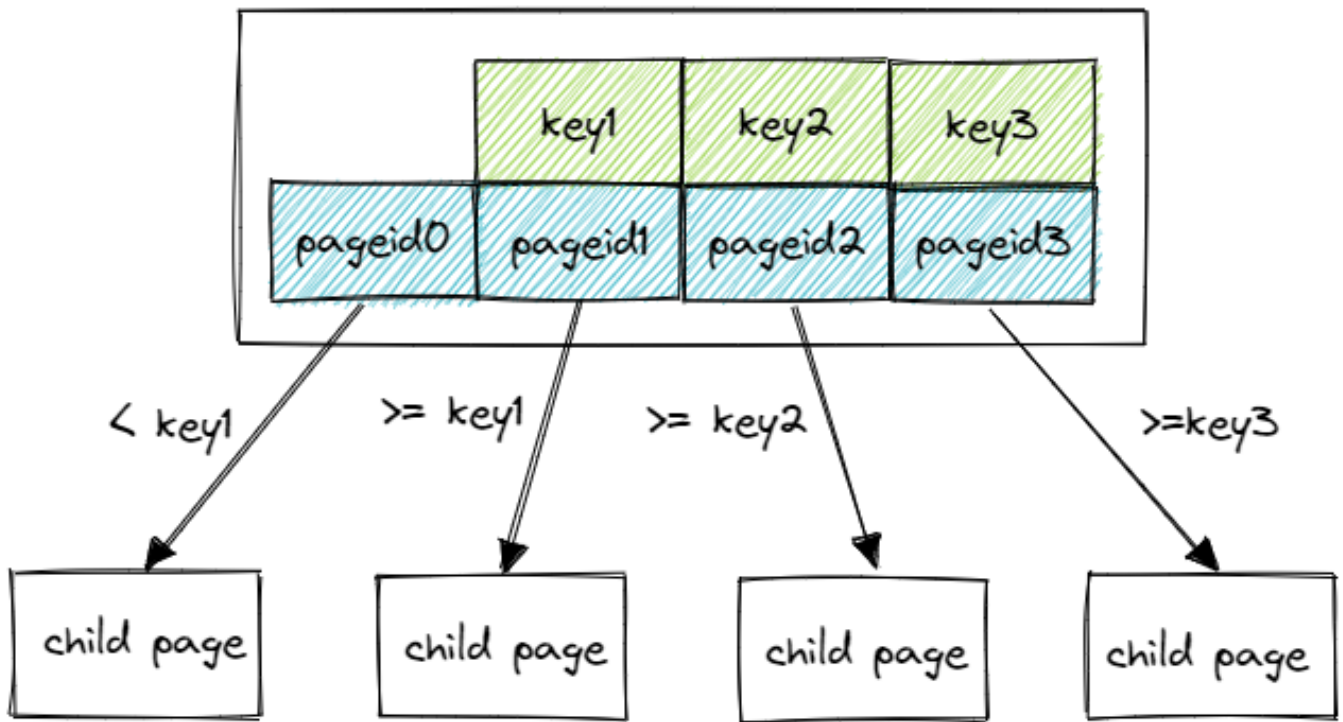 key1 key2 key3
pageid0 pageid1 pageid2 pageid3
< key1 >= key1 >= key2 >=key3
child page child page child page child page